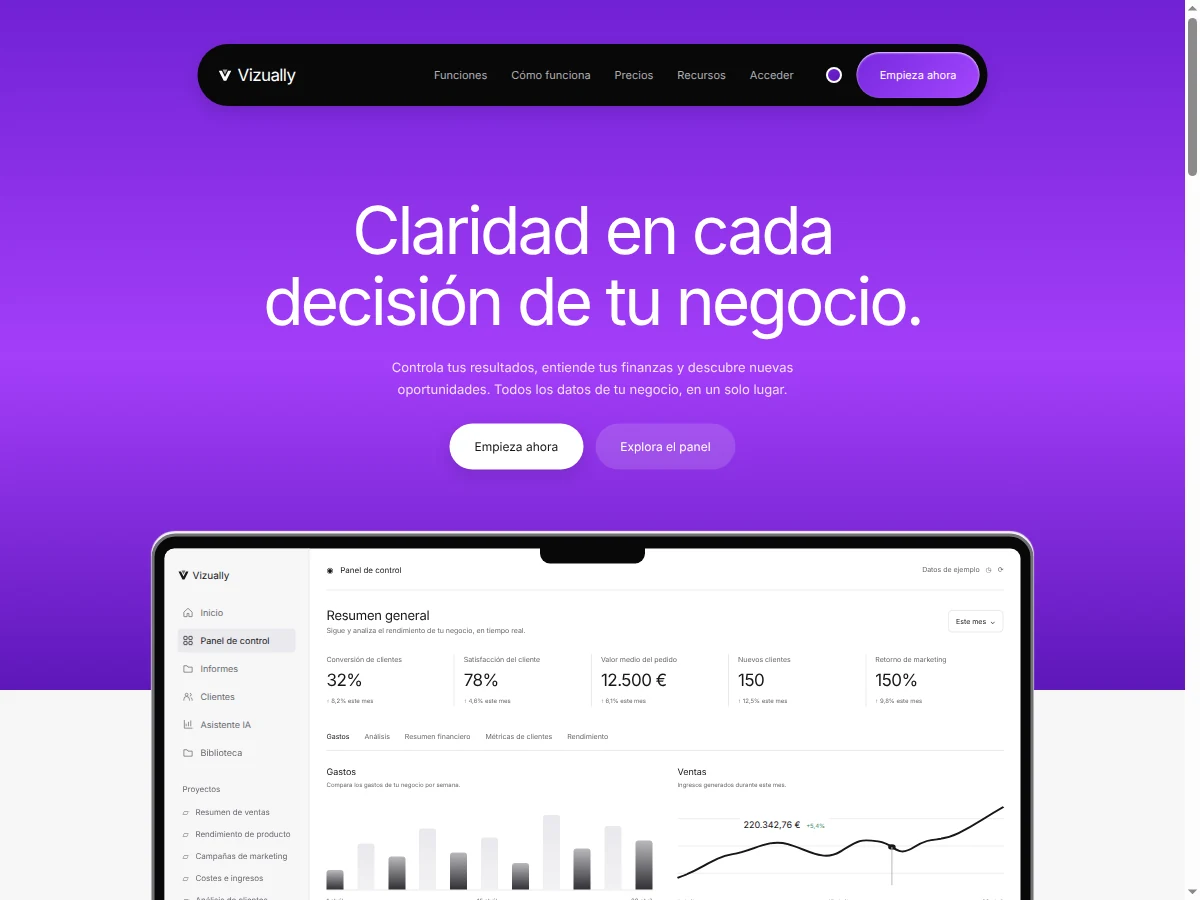 Vizually
Funciones
Cómo funciona
Precios
Recursos
Acceder
Empieza ahora
Claridad en cada
decisión de tu negocio.
Controla tus resultados, entiende tus finanzas y descubre nuevas
oportunidades. Todos los datos de tu negocio, en un solo lugar.
Empieza ahora
Explora el panel
Vizually
Inicio
Panel de control
Informes
Clientes
Asistente IA
Biblioteca
Proyectos
Resumen de ventas
Rendimiento de producto
Campañas de marketing
Costes e ingresos
Análisis de clientes
Panel de control
Datos de ejemplo
Resumen general
Sigue y analiza el rendimiento de tu negocio, en tiempo real.
Este mes
Conversión de clientes
32%
↑ 8,2% este mes
Satisfacción del cliente
78%
↑ 4,6% este mes
Valor medio del pedido
12.500 €
↑ 6,1% este mes
Nuevos clientes
150
↑ 12,5% este mes
Retorno de marketing
150%
↑ 9,8% este mes
Gastos
Análisis
Resumen financiero
Métricas de clientes
Rendimiento
Gastos
Compara los gastos de tu negocio por semana.
Ventas
Ingresos generados durante este mes.
220.342,76 €
+5,4%